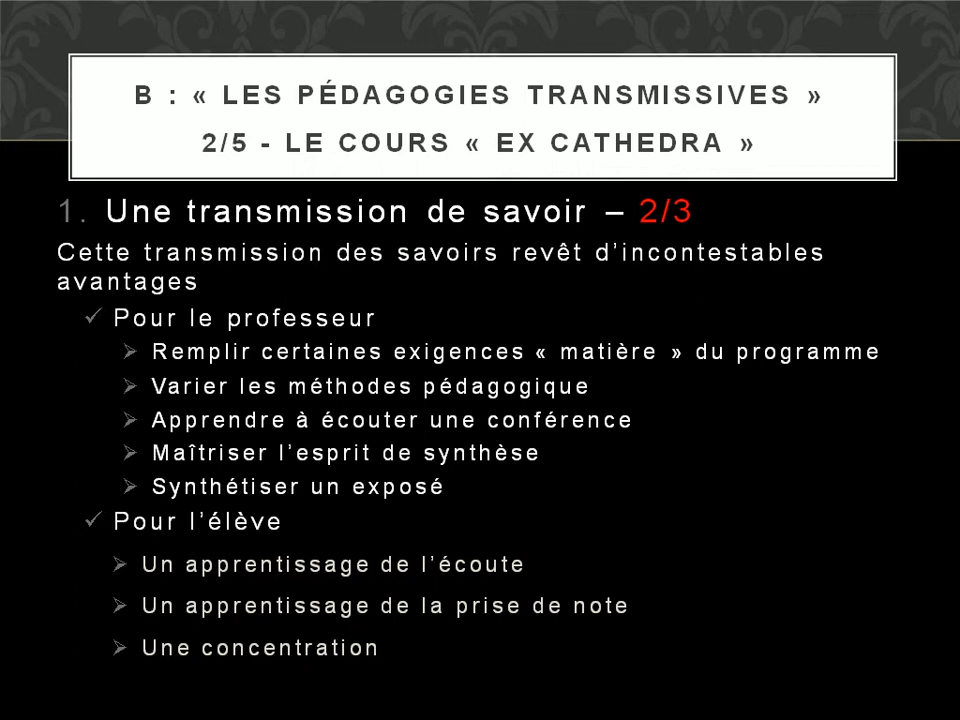 B : « LES PÉDAGOGIES TRANSMISSIVES »
2/5 - LE COURS « EX CATHEDRA »
1. Une transmission de savoir – 2/3
Cette transmission des savoirs revêt d’incontestables
avantages
✓ Pour le professeur
➢ Remplir certaines exigences « matière » du programme
➢ Varier les méthodes pédagogique
➢ Apprendre à écouter une conférence
➢ Maîtriser l’esprit de synthèse
➢ Synthétiser un exposé
✓ Pour l’élève
➢ Un apprentissage de l’écoute
➢ Un apprentissage de la prise de note
➢ Une concentration